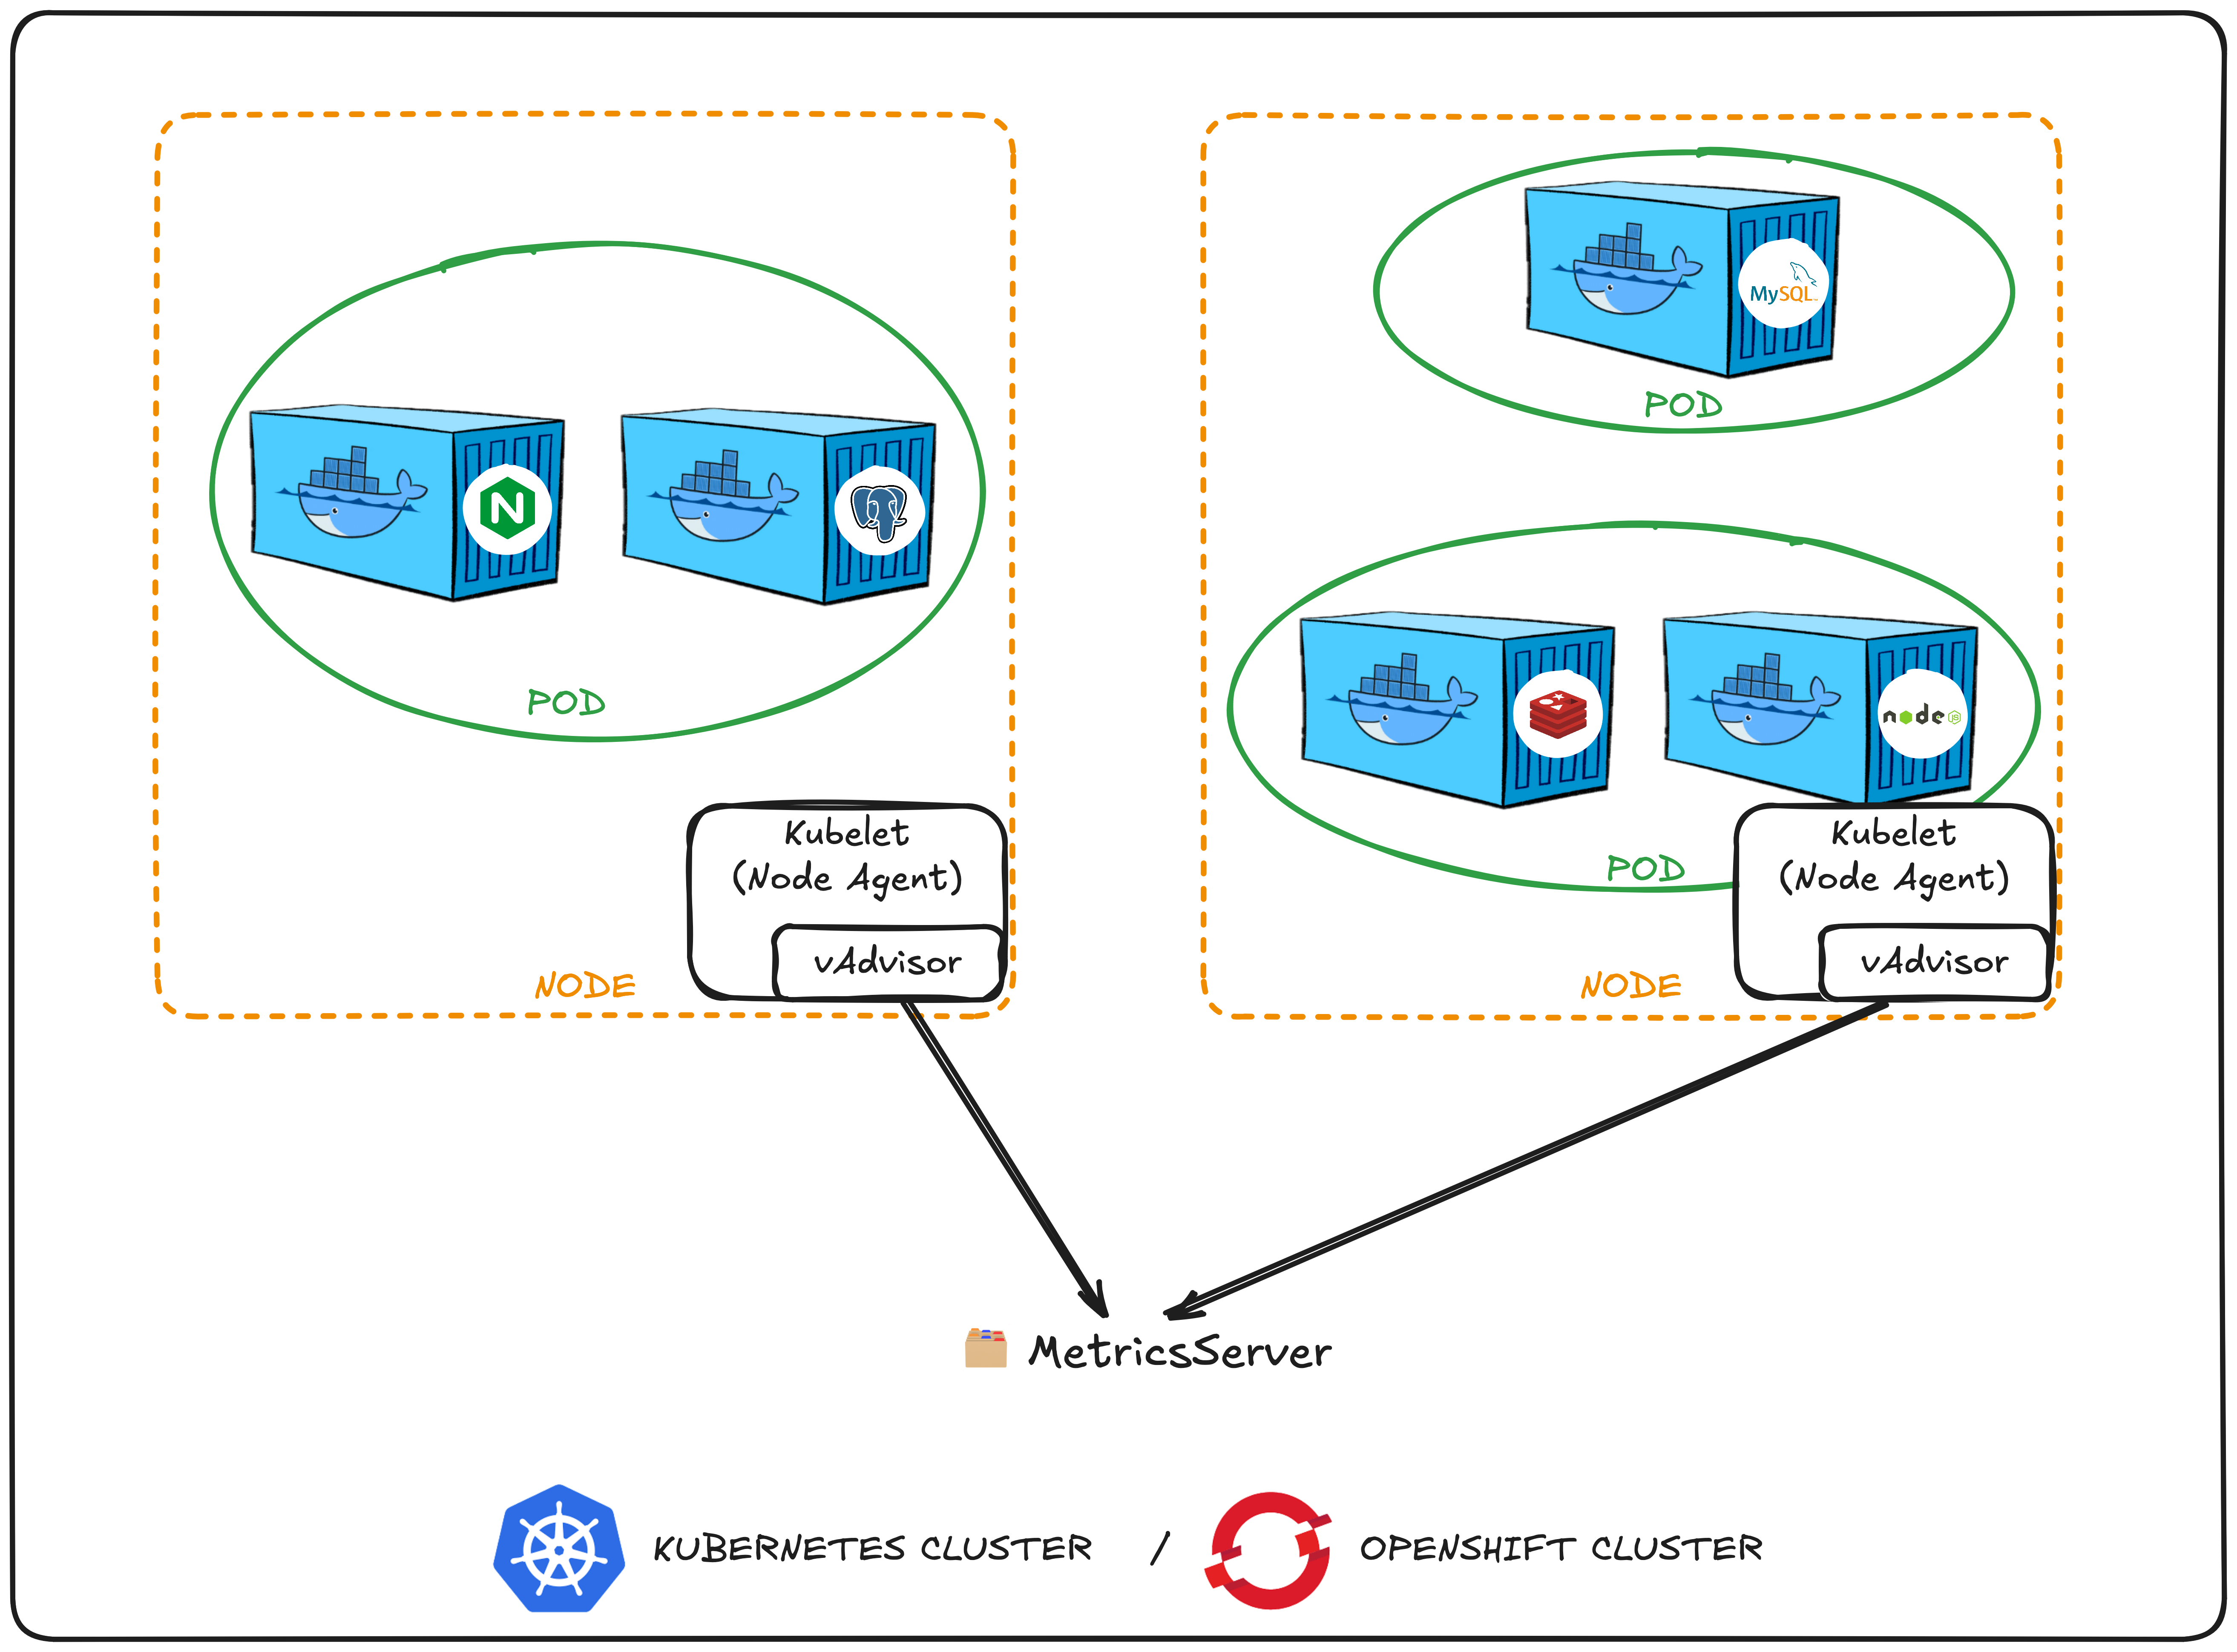 MySQL
POD
N
node
JS
POD
POD
Kubelet
(Node Agent)
vAdvisor
NODE
Kubelet
(Node Agent)
vAdvisor
NODE
MetricsServer
KUBERNETES CLUSTER / OPENSHIFT CLUSTER